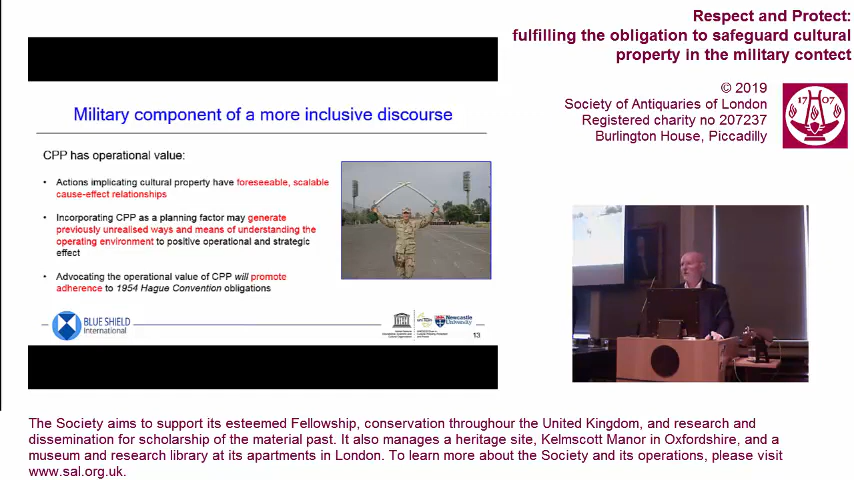 Respect and Protect:
fulfilling the obligation to safeguard cultural
property in the military contect
© 2019
Society of Antiquaries of London
Registered charity no 207237
Burlington House, Piccadilly
17 07
Military component of a more inclusive discourse
CPP has operational value:
• Actions implicating cultural property have foreseeable, scalable
cause-effect relationships
• Incorporating CPP as a planning factor may generate
previously unrealised ways and means of understanding the
operating environment to positive operational and strategic
effect
• Advocating the operational value of CPP will promote
adherence to 1954 Hague Convention obligations
BLUE SHIELD
International
Newcastle
University
13
The Society aims to support its esteemed Fellowship, conservation throughour the United Kingdom, and research and
dissemination for scholarship of the material past. It also manages a heritage site, Kelmscott Manor in Oxfordshire, and a
museum and research library at its apartments in London. To learn more about the Society and its operations, please visit
www.sal.org.uk.